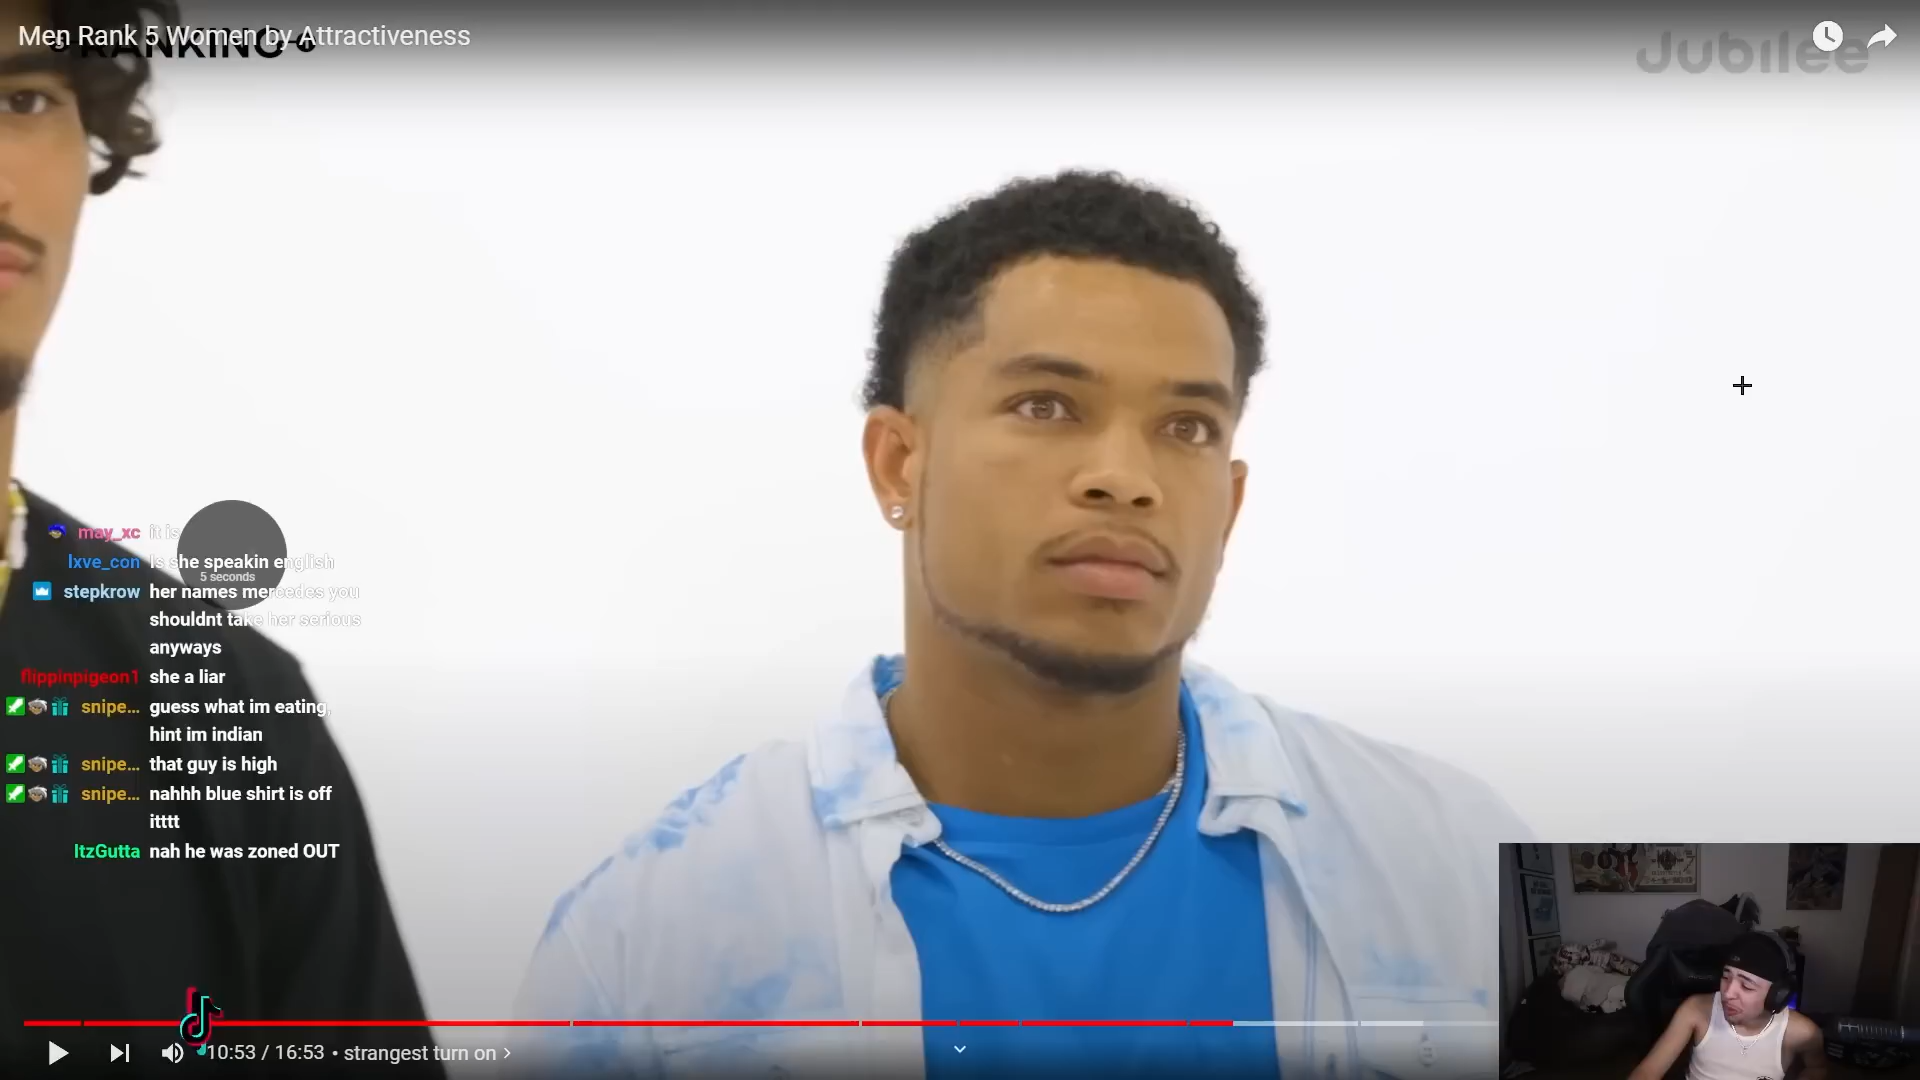 Men Rank 5 Women by Attractiveness
RANKING
Jubilee
may_xc it is
lxve_con Is she speakin english
5 seconds
stepkrow her names mercedes you
shouldnt take her serious
anyways
flippinpigeon1 she a liar
snipe... guess what im eating,
hint im indian
snipe... that guy is high
snipe... nahhh blue shirt is off
itttt
ItzGutta nah he was zoned OUT
10:53 / 16:53 • strangest turn on >